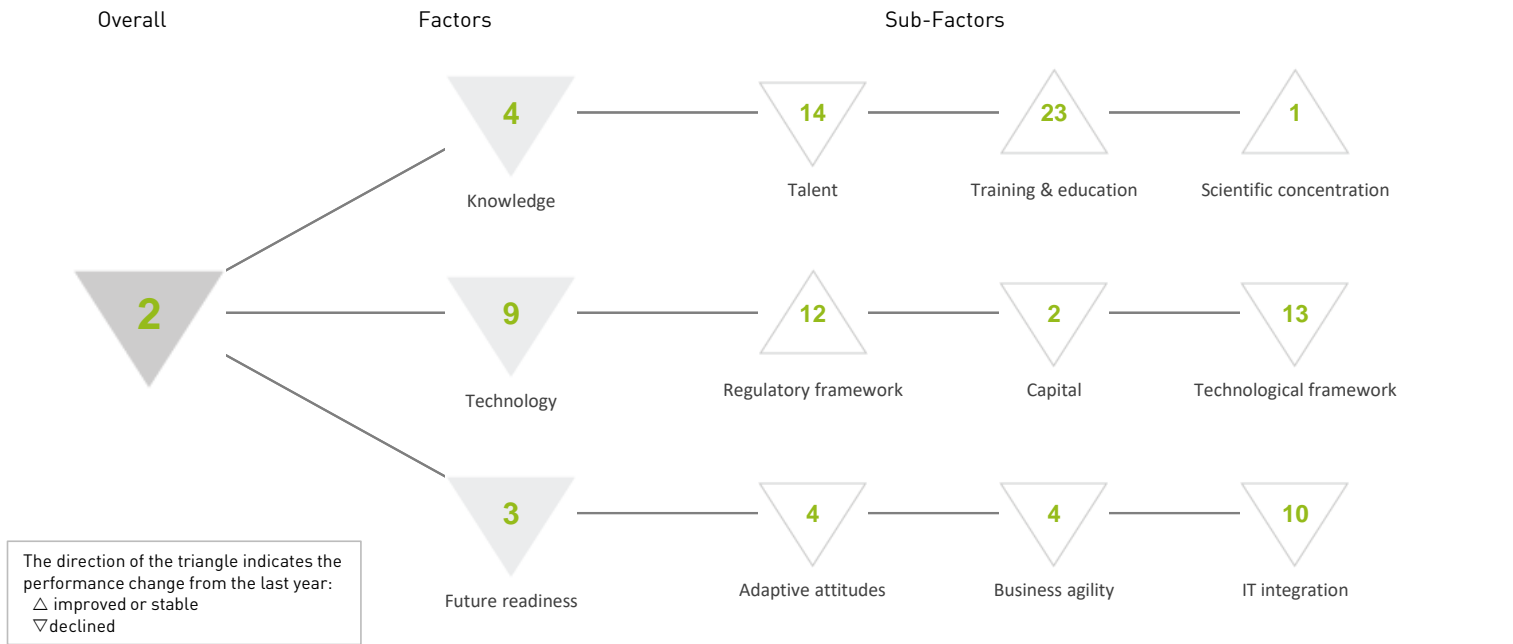 Overall Factors Sub-Factors
4 14 23 1
Knowledge Talent Training & education Scientific concentration
2 9 12 2 13
Technology Regulatory framework Capital Technological framework
3 4 4 10
Future readiness Adaptive attitudes Business agility IT integration
The direction of the triangle indicates the
performance change from the last year:
△ improved or stable
▽declined